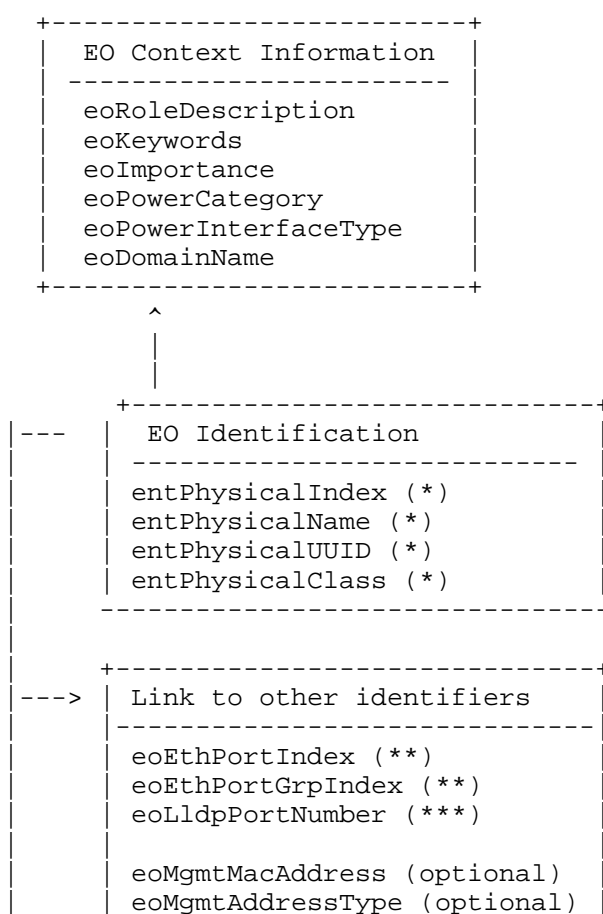 EO Context Information
eoRoleDescription
eoKeywords
eoImportance
eoPowerCategory
eoPowerInterfaceType
eoDomainName
EO Identification
entPhysicalIndex (*)
entPhysicalName (*)
entPhysicalUUID (*)
entPhysicalClass (*)
Link to other identifiers
eoEthPortIndex (**)
eoEthPortGrpIndex (**)
eoLldpPortNumber (***)
eoMgmtMacAddress (optional)
eoMgmtAddressType (optional)